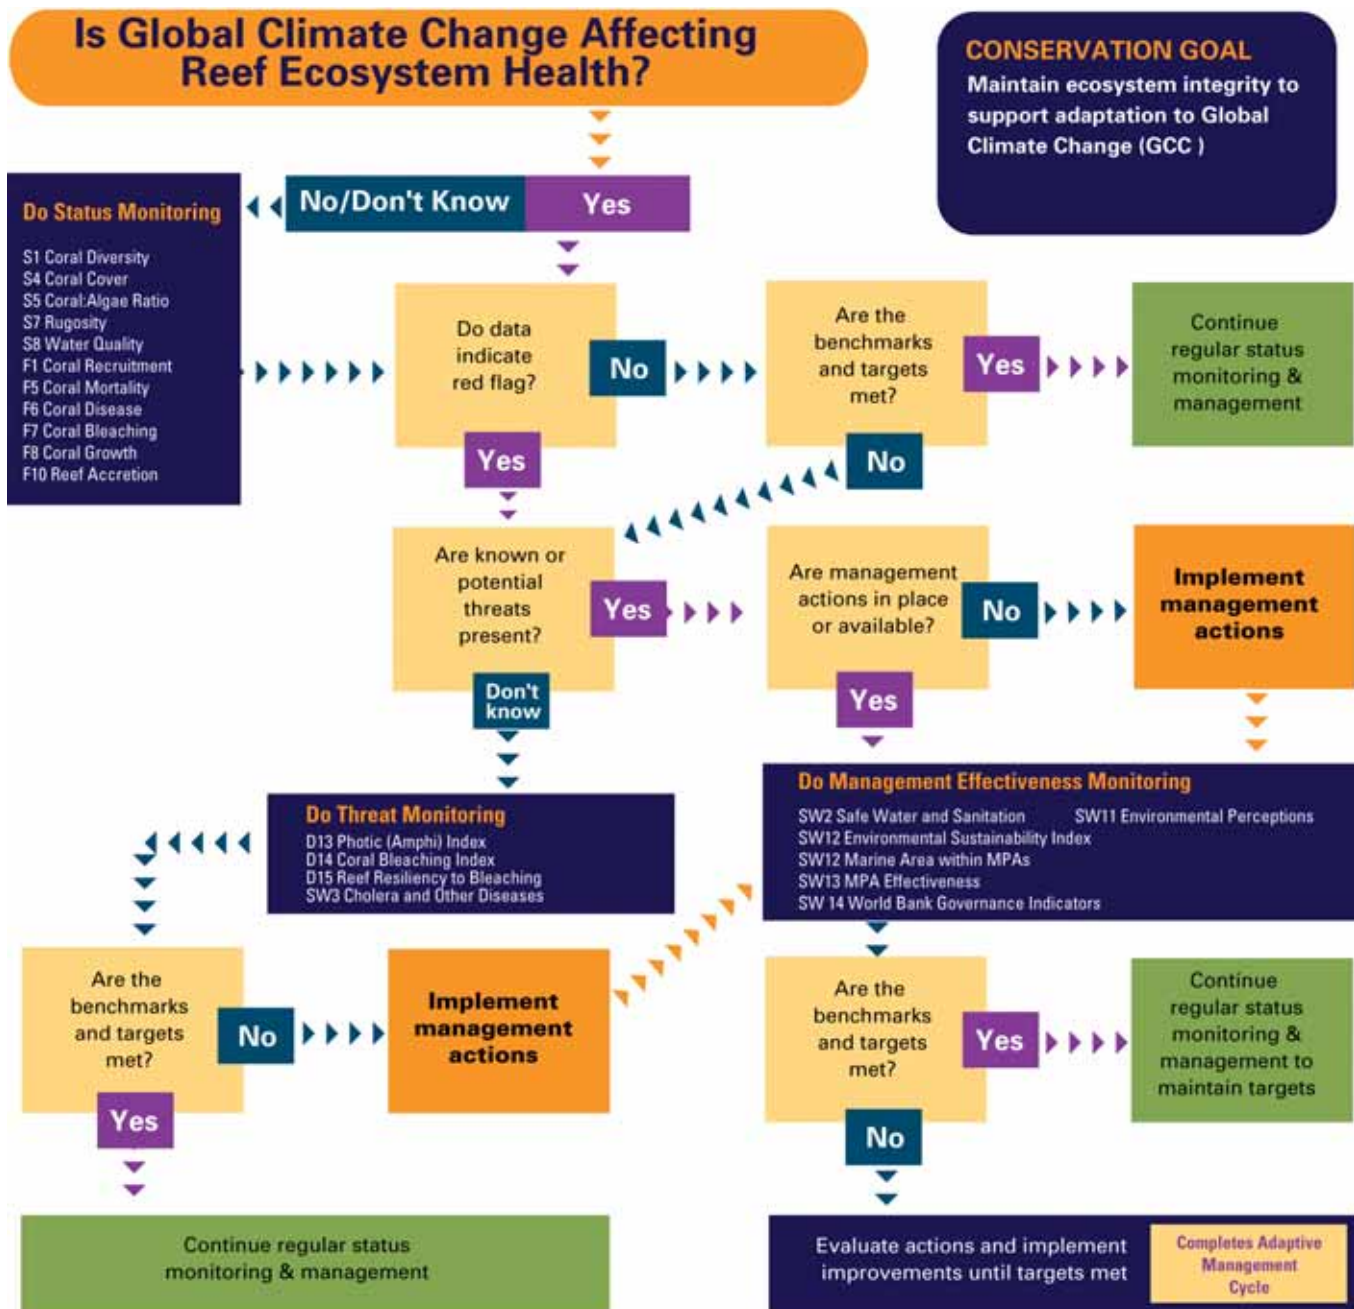 Is Global Climate Change Affecting
Reef Ecosystem Health?
CONSERVATION GOAL
Maintain ecosystem integrity to
support adaptation to Global
Climate Change (GCC )
No/Don't Know
Yes
Do Status Monitoring
S1 Coral Diversity
S4 Coral Cover
S5 Coral:Algae Ratio
S7 Rugosity
S8 Water Quality
F1 Coral Recruitment
F5 Coral Mortality
F6 Coral Disease
F7 Coral Bleaching
F8 Coral Growth
F10 Reef Accretion
Do data
indicate
red flag?
No
Yes
Are the
benchmarks
and targets
met?
Yes
No
Continue
regular status
monitoring &
management
Are known or
potential
threats
present?
Yes
Don't
know
Are management
actions in place
or available?
No
Yes
Implement
management
actions
Do Threat Monitoring
D13 Photic (Amphi) Index
D14 Coral Bleaching Index
D15 Reef Resiliency to Bleaching
SW3 Cholera and Other Diseases
Do Management Effectiveness Monitoring
SW2 Safe Water and Sanitation
SW11 Environmental Perceptions
SW12 Environmental Sustainability Index
SW12 Marine Area within MPAs
SW13 MPA Effectiveness
SW 14 World Bank Governance Indicators
Are the
benchmarks
and targets
met?
No
Yes
Implement
management
actions
Are the
benchmarks
and targets
met?
Yes
No
Continue
regular status
monitoring &
management to
maintain targets
Continue regular status
monitoring & management
Evaluate actions and implement
improvements until targets met
Completes Adaptive
Management
Cycle